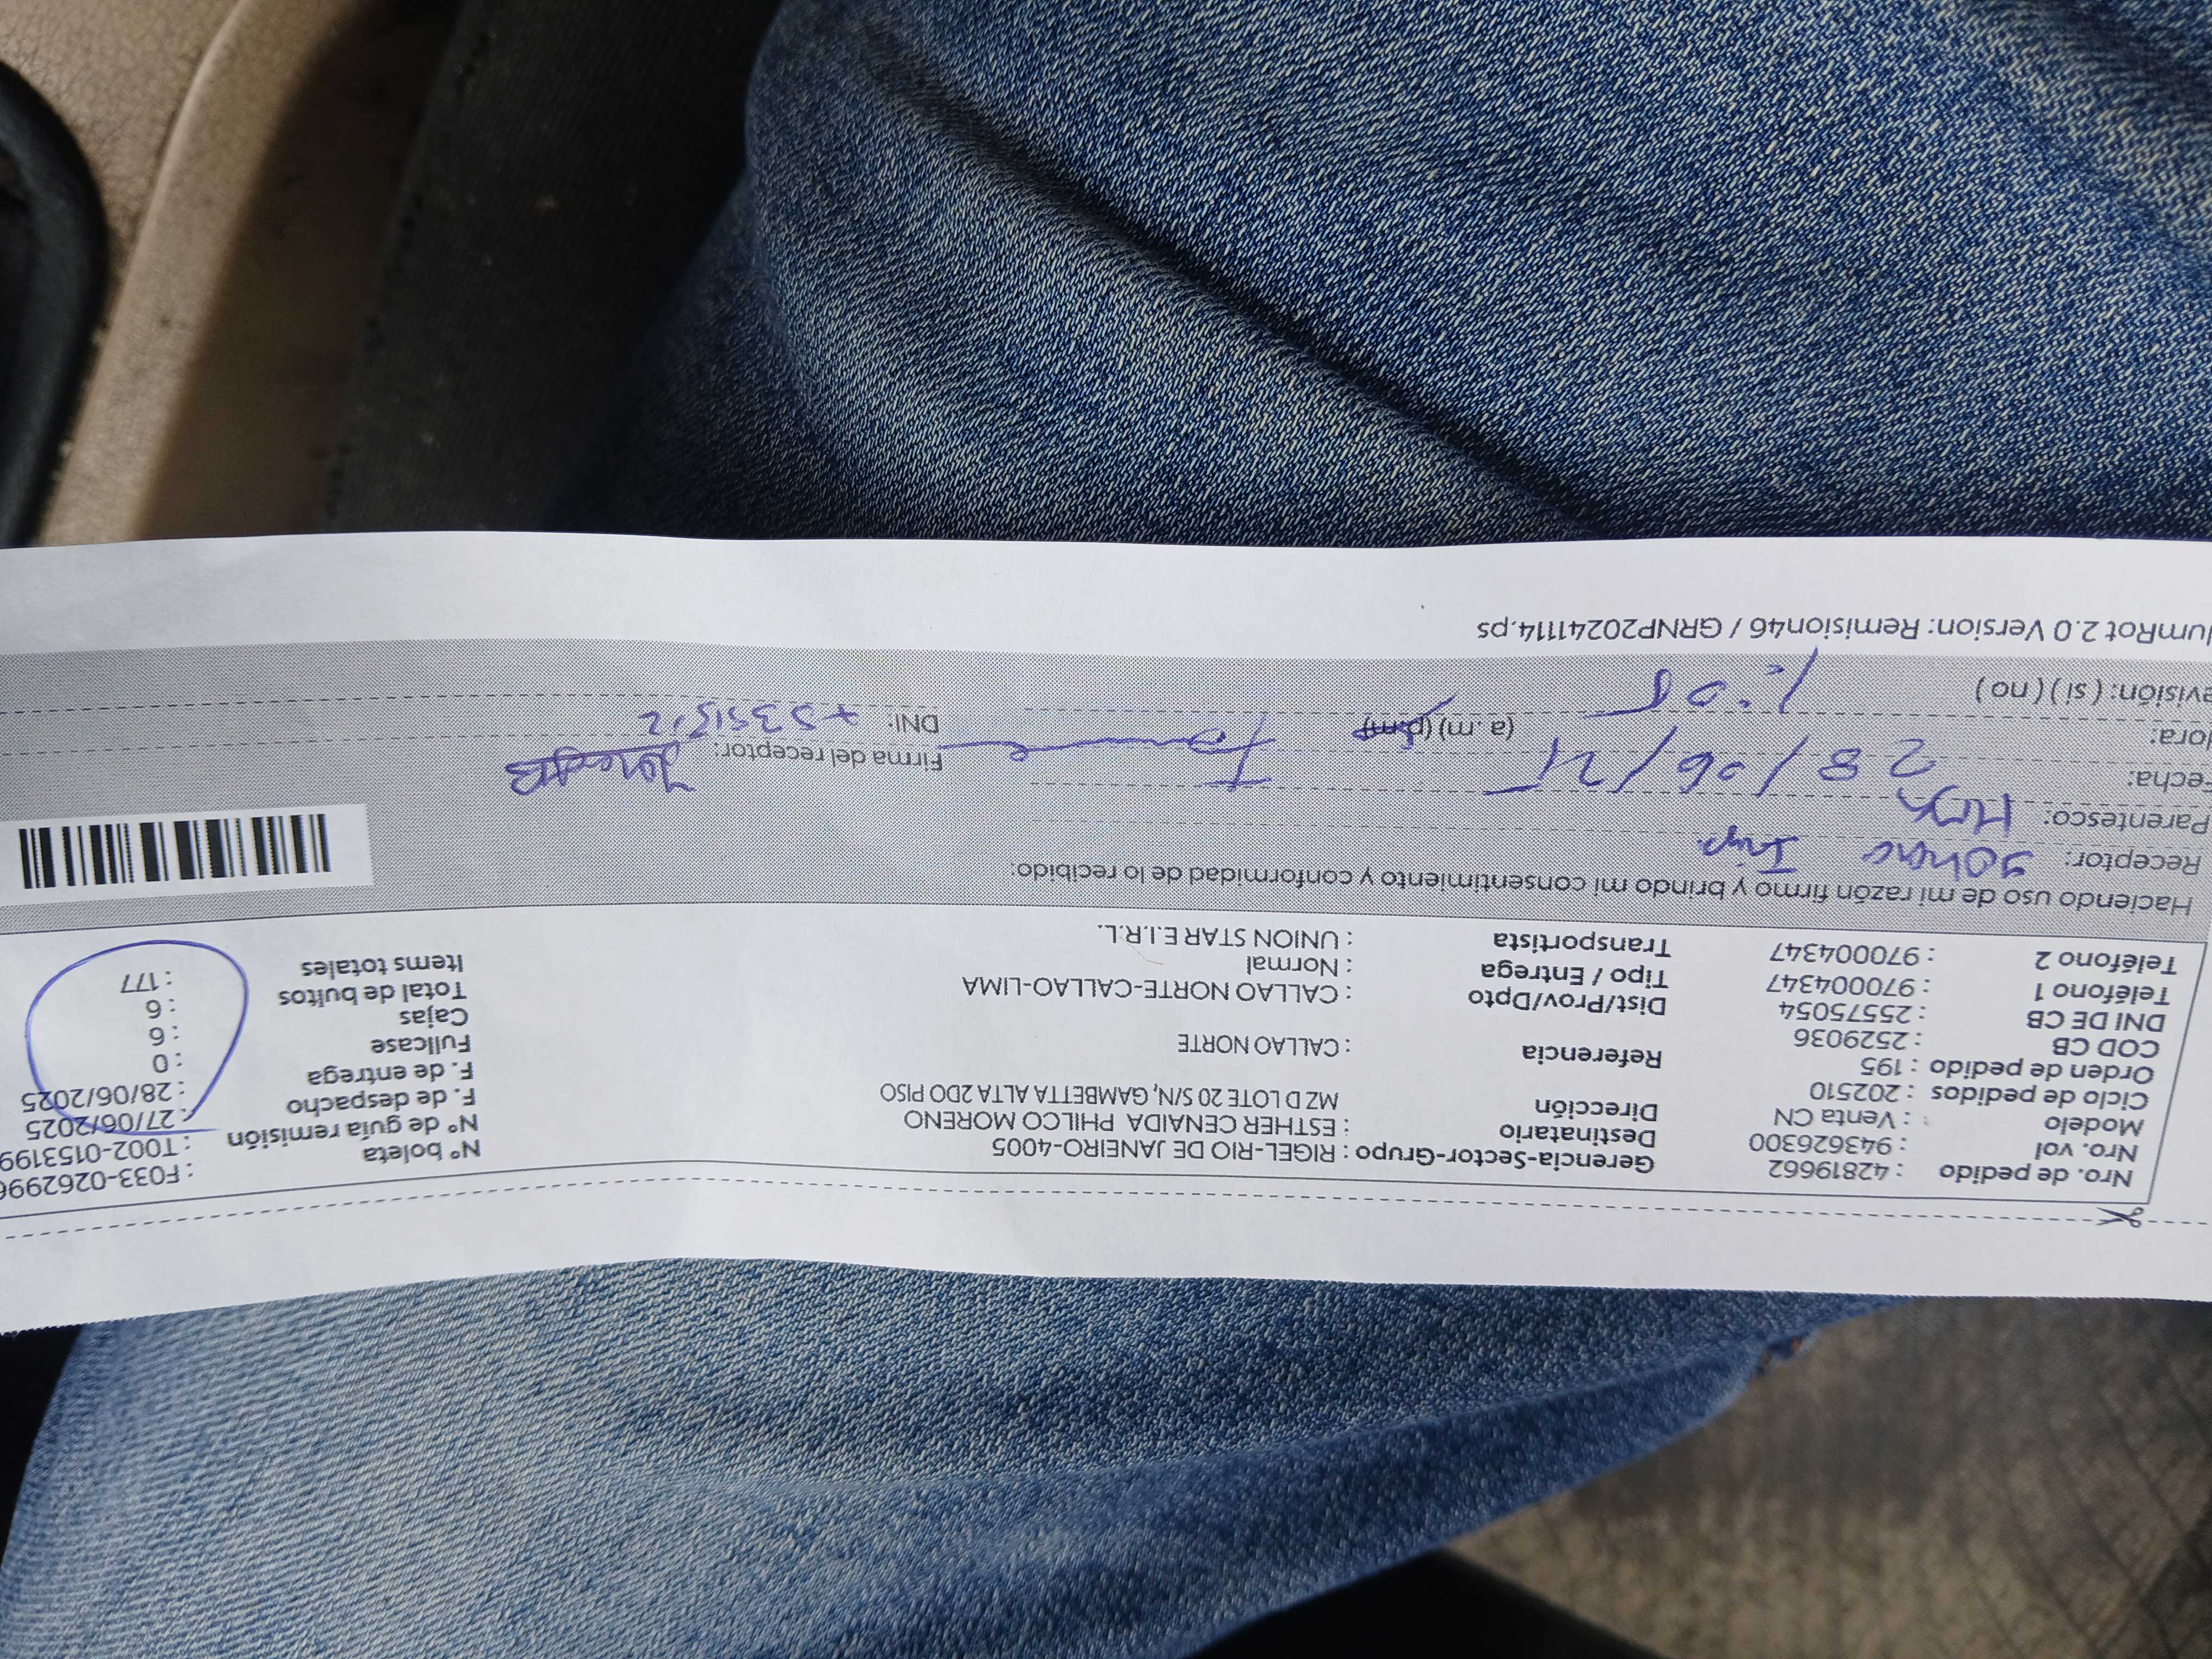 Nro. de pedido : 42819662 Gerencia-Sector-Grupo : RIGEL-RIO DE JANEIRO-4005 N° boleta : F033-0262996
Nro. vol : 943626300 Destinatario : ESTHER CENAIDA PHILCO MORENO N° de guía remisión : T002-0153199
Modelo : Venta CN Dirección MZ D LOTE 20 S/N, GAMBETTA ALTA 2DO PISO F. de despacho : 27/06/2025
Ciclo de pedidos : 202510 F. de entrega : 28/06/2025
Orden de pedido : 195 Referencia : CALLAO NORTE Fullcase : 0
COD CB : 2529036 Cajas : 6
DNI DE CB : 25575054 Dist/Prov/Dpto : CALLAO NORTE-CALLAO-LIMA Total de bultos : 6
Teléfono 1 : 970004347 Tipo / Entrega : Normal Items totales : 177
Teléfono 2 : 970004347 Transportista : UNION STAR E.I.R.L.
Haciendo uso de mi razón firmo y brindo mi consentimiento y conformidad de lo recibido:
Receptor:
Parentesco:
Fecha: 28/06/25 Firma del receptor:
ora: 1:08 (a.m) (p.m) DNI:
evisión: ( si ) ( no )
umRot 2.0 Version: Remision46 / GRNP20241114.ps